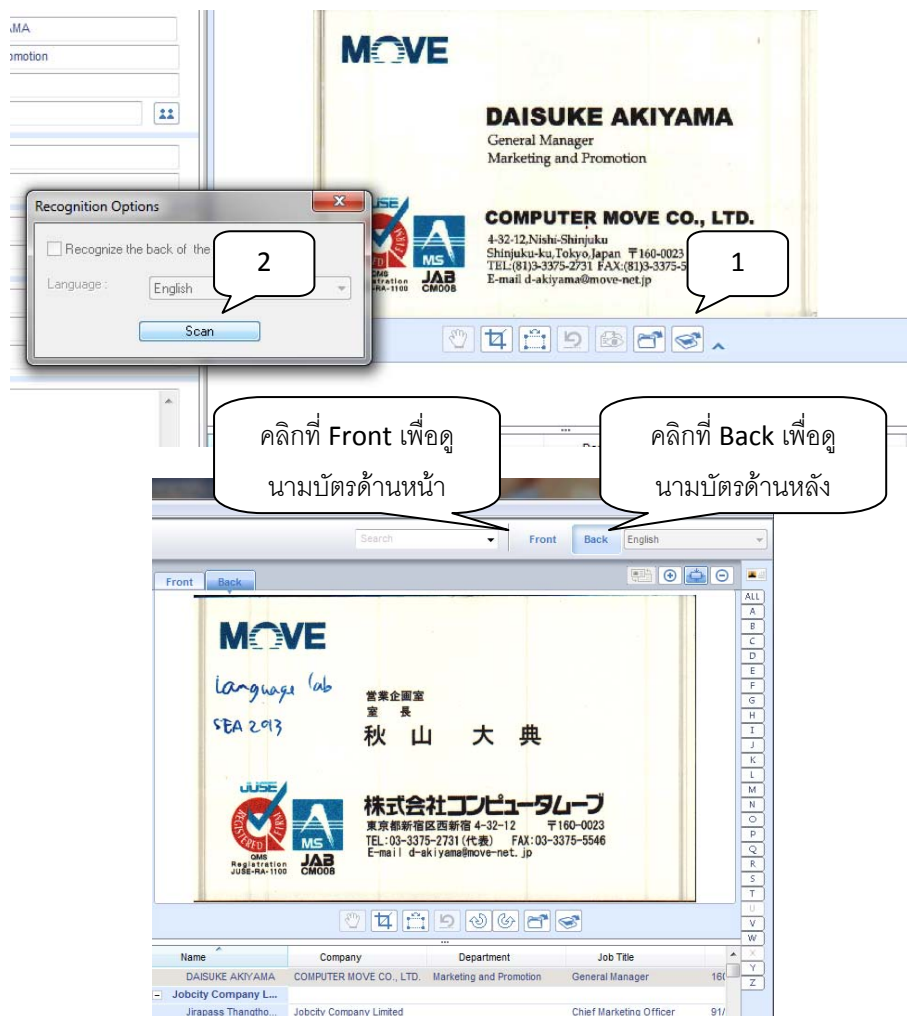 AMA
omotion
MOVE
DAISUKE AKIYAMA
General Manager
Marketing and Promotion
COMPUTER MOVE CO., LTD.
4-32-12,Nishi-Shinjuku
Shinjuku-ku,Tokyo,Japan 〒160-0023
TEL:(81)3-3375-2731 FAX:(81)3-3375-5
E-mail d-akiyama@move-net.jp
JUSE
MS
QMS
JAB
RA-1100 CM008
Recognition Options
Recognize the back of the
Language :
English
Scan
2
1
คลิกที่ Front เพื่อดู
นามบัตรด้านหน้า
คลิกที่ Back เพื่อดู
นามบัตรด้านหลัง
Search
Front
Back
English
Front
Back
MOVE
Language lab
SEA 2013
営業企画室
室 長
秋 山 大 典
JUSE
REGISTERED FIRM
MS
QMS
Registration
JUSE-RA-1100
JAB
CM008
株式会社コンピュータムーブ
東京都新宿区西新宿 4-32-12 〒160-0023
TEL:03-3375-2731(代表) FAX:03-3375-5546
E-mail d-akiyama@move-net.jp
ALL
A
B
C
D
E
F
G
H
I
J
K
L
M
N
O
P
Q
R
S
T
U
V
W
X
Y
Z
Name Company Department Job Title
DAISUKE AKIYAMA COMPUTER MOVE CO., LTD. Marketing and Promotion General Manager 160
Jobcity Company L...
Jirapass Thangtho... Jobcity Company Limited Chief Marketing Officer 91/